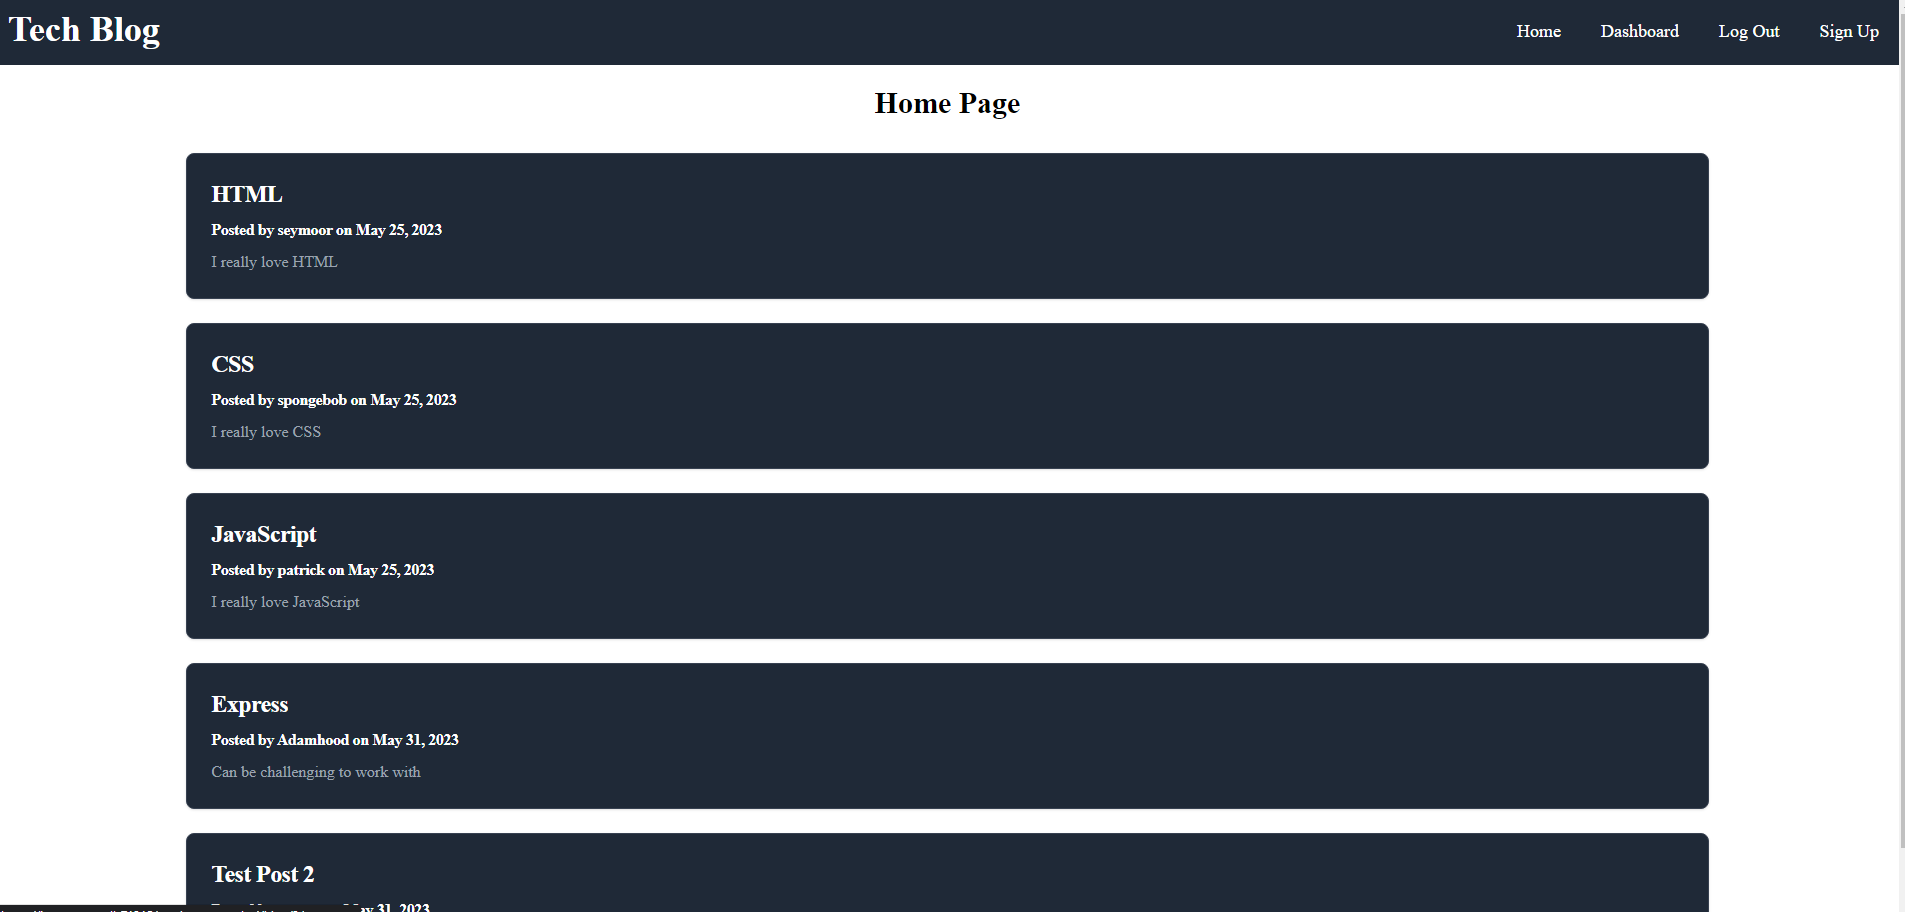 Tech Blog
Home Dashboard Log Out Sign Up
Home Page
HTML
Posted by seymoor on May 25, 2023
I really love HTML
CSS
Posted by spongebob on May 25, 2023
I really love CSS
JavaScript
Posted by patrick on May 25, 2023
I really love JavaScript
Express
Posted by Adamhood on May 31, 2023
Can be challenging to work with
Test Post 2
May 31, 2023